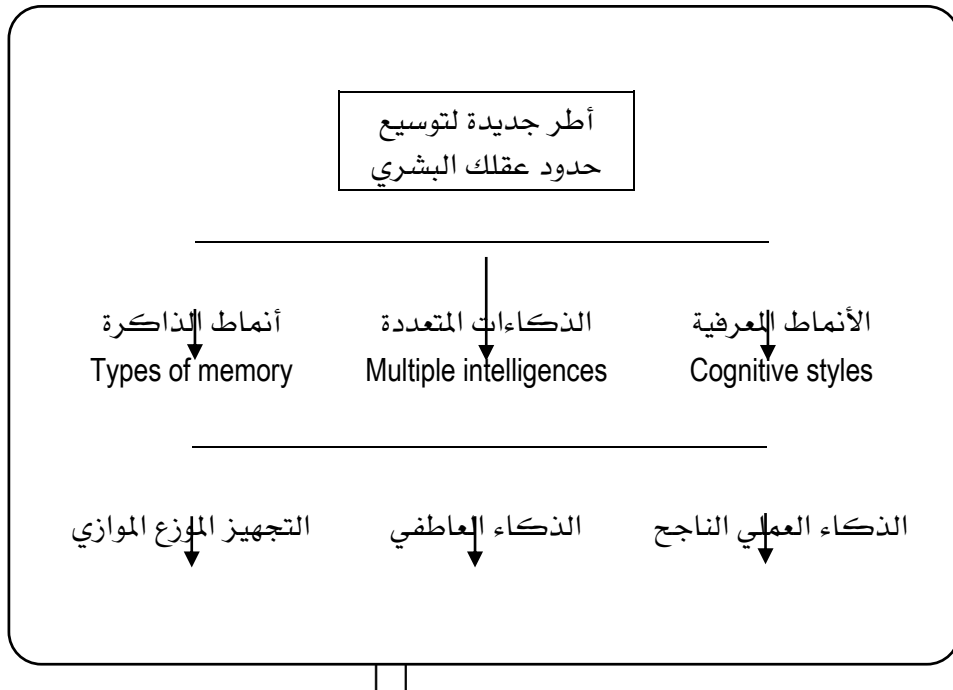 أطر جديدة لتوسيع
حدود عقلك البشري
الأنماط المعرفية
الذكاءات المتعددة
أنماط الذاكرة
Cognitive styles
Multiple intelligences
Types of memory
الذكاء العملي الناجح
الذكاء العاطفي
التجهيز الموزع الموازي